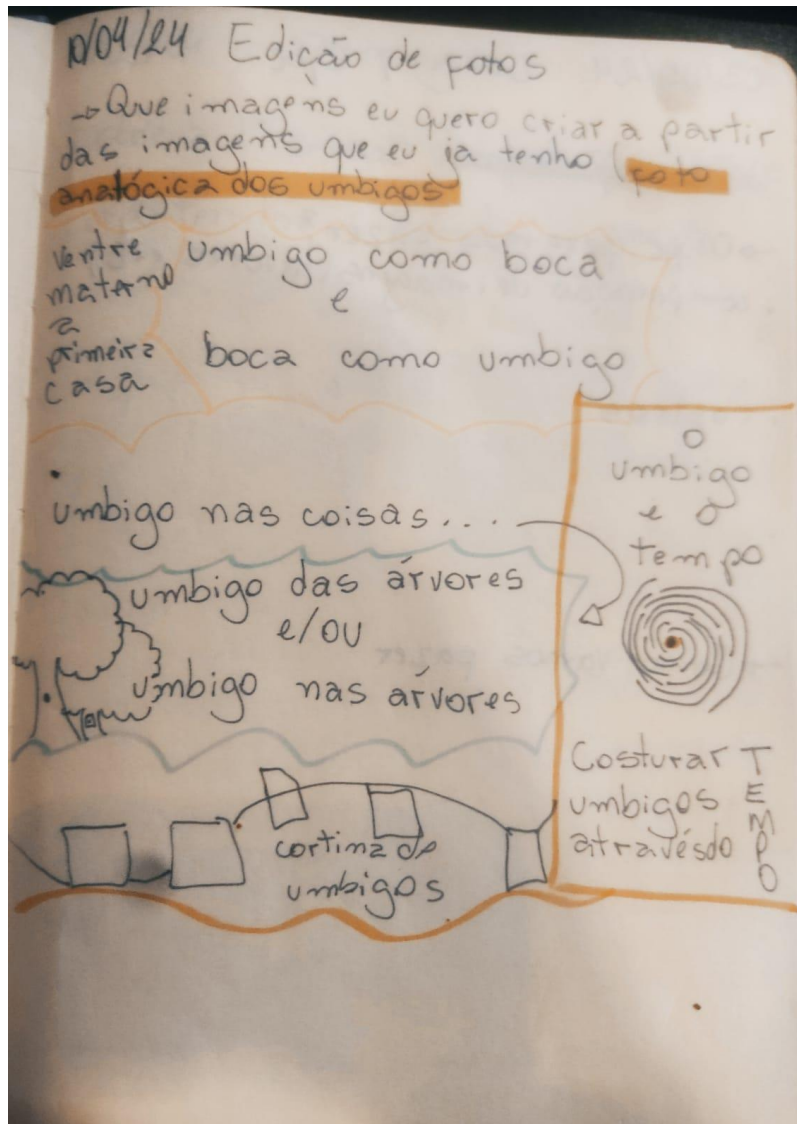 10/04/24 Edição de fotos
→ Que imagens eu quero criar a partir
das imagens que eu já tenho (foto
analógica dos umbigos
ventre
materno
a
primeira
casa
umbigo como boca
e
boca como umbigo
umbigo nas coisas...
umbigo das árvores
e/ou
umbigo nas árvores
cortina de
umbigos
O
umbigo
e o
tempo
Costurar
umbigos
através do
TEMPO